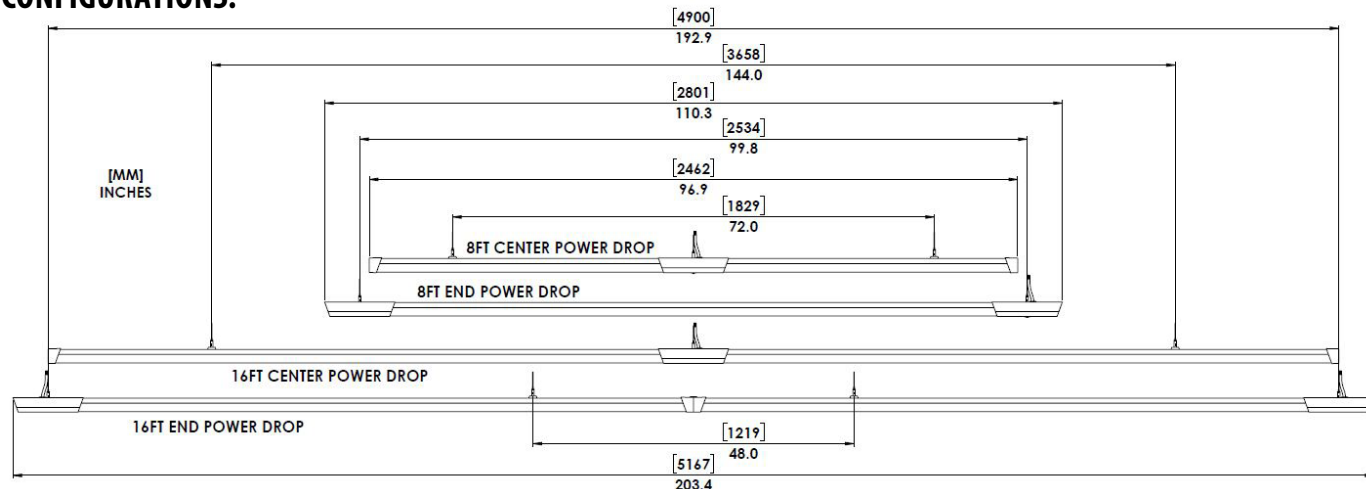 CONFIGURATIONS:
[4900]
192.9
[3658]
144.0
[2801]
110.3
[2534]
99.8
[MM]
INCHES
[2462]
96.9
[1829]
72.0
8FT CENTER POWER DROP
8FT END POWER DROP
16FT CENTER POWER DROP
16FT END POWER DROP
[1219]
48.0
[5167]
203.4